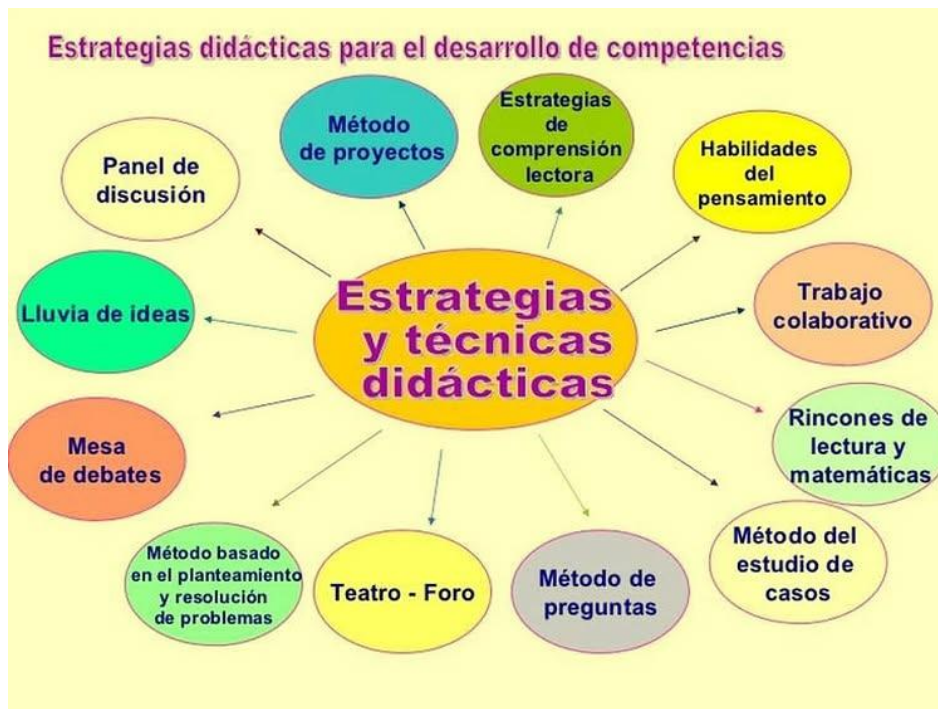 Estrategias didácticas para el desarrollo de competencias
Estrategias
y técnicas
didácticas
Método
de proyectos
Estrategias
de
comprensión
lectora
Habilidades
del
pensamiento
Trabajo
colaborativo
Rincones de
lectura y
matemáticas
Método del
estudio de
casos
Método de
preguntas
Teatro - Foro
Método basado
en el planteamiento
y resolución
de problemas
Mesa
de debates
Lluvia de ideas
Panel de
discusión